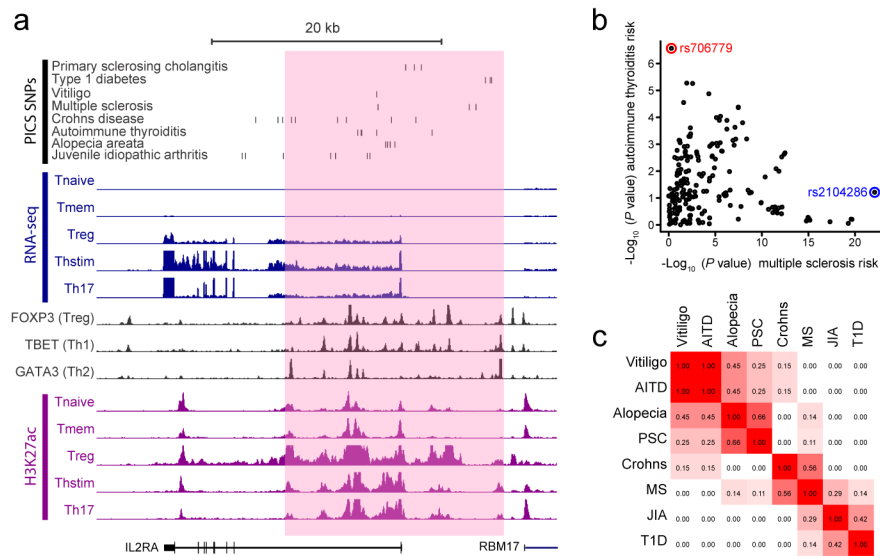 a
20 kb
PICS SNPs
Primary sclerosing cholangitis
Type 1 diabetes
Vitiligo
Multiple sclerosis
Crohns disease
Autoimmune thyroiditis
Alopecia areata
Juvenile idiopathic arthritis
RNA-seq
Tnaive
Tmem
Treg
Thstim
Th17
FOXP3 (Treg)
TBET (Th1)
GATA3 (Th2)
H3K27ac
Tnaive
Tmem
Treg
Thstim
Th17
IL2RA
RBM17
b
-Log10 (P value) autoimmune thyroiditis risk
6
5
4
3
2
1
0
rs706779
rs2104286
0 5 10 15 20
-Log10 (P value) multiple sclerosis risk
c
Vitiligo AITD Alopecia PSC Crohns MS JIA T1D
Vitiligo 1.00 1.00 0.45 0.25 0.15 0.00 0.00 0.00
AITD 1.00 1.00 0.45 0.25 0.15 0.00 0.00 0.00
Alopecia 0.45 0.45 1.00 0.66 0.00 0.14 0.00 0.00
PSC 0.25 0.25 0.66 1.00 0.00 0.11 0.00 0.00
Crohns 0.15 0.15 0.00 0.00 1.00 0.56 0.00 0.00
MS 0.00 0.00 0.14 0.11 0.56 1.00 0.29 0.14
JIA 0.00 0.00 0.00 0.00 0.00 0.29 1.00 0.42
T1D 0.00 0.00 0.00 0.00 0.00 0.14 0.42 1.00